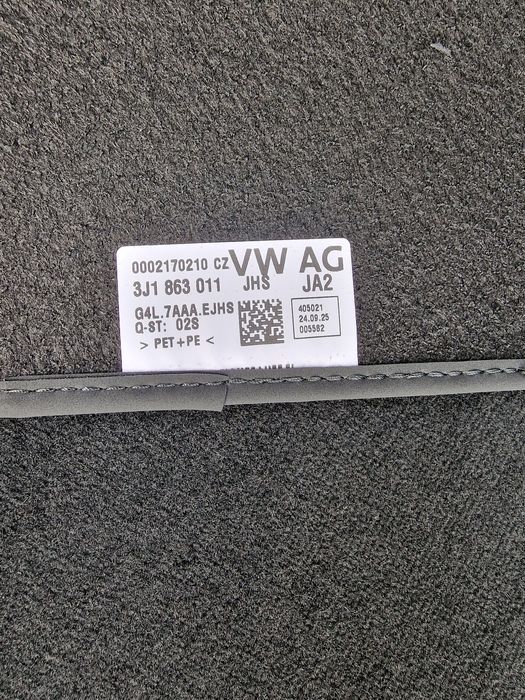 0002170210 CZ VW AG
3J1 863 011 JHS JA2
G4L.7AAA.EJHS
Q-ST: 02S
> PET+PE <
405021
24.09.25
005582